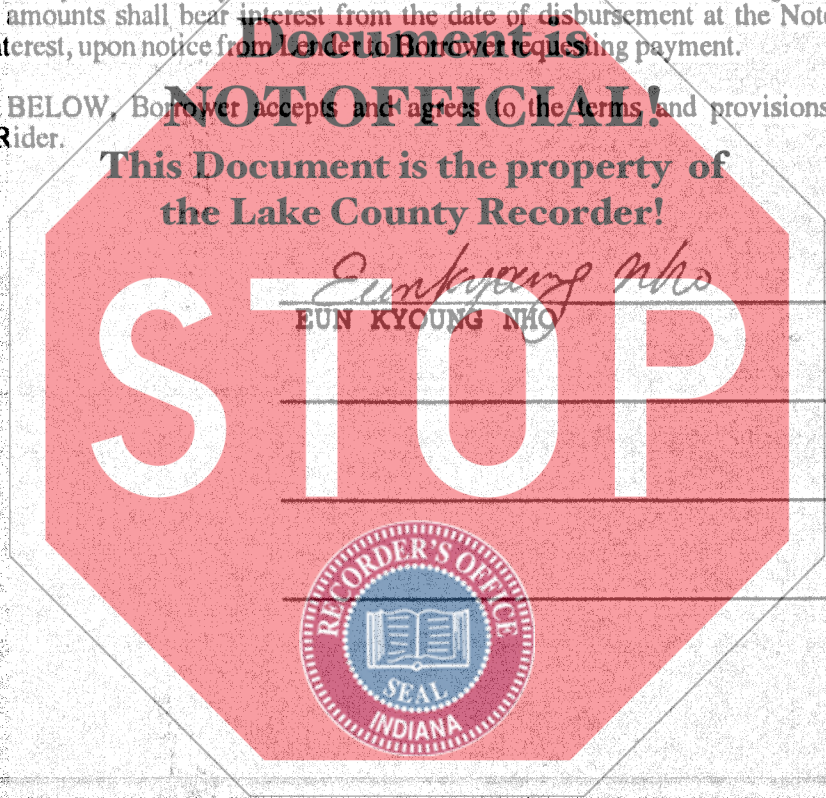 amounts shall bear interest from the date of disbursement at the Note
terest, upon notice from Lender to Borrower requesting payment.
Document is
NOT OFFICIAL!
BELOW, Borrower accepts and agrees to the terms and provisions
Rider.
This Document is the property of
the Lake County Recorder!
Eunkyoung Nho
EUN KYOUNG NHO
STOP
RECORDER'S OFFICE
SEAL
INDIANA